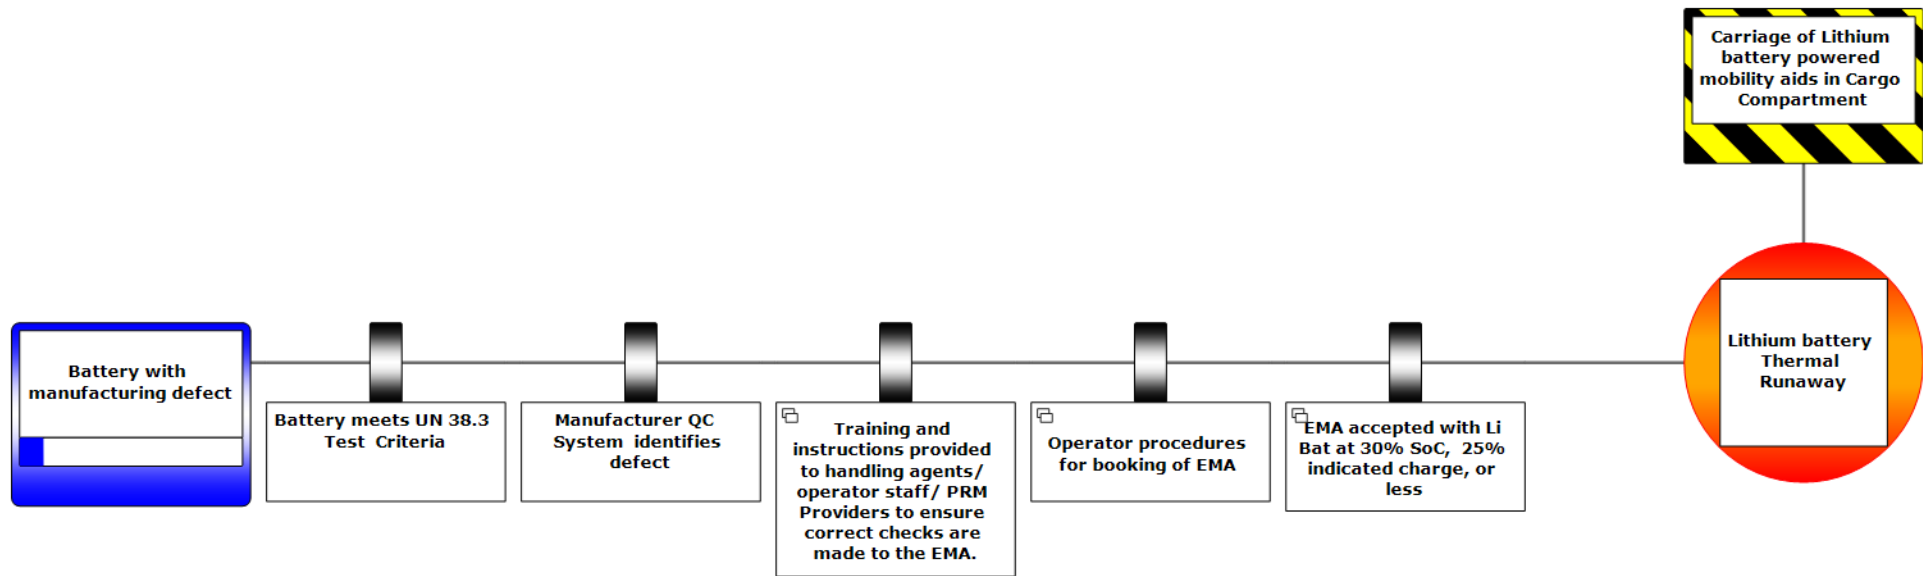 Carriage of Lithium
battery powered
mobility aids in Cargo
Compartment
Battery with
manufacturing defect
Battery meets UN 38.3
Test Criteria
Manufacturer QC
System identifies
defect
Training and
instructions provided
to handling agents/
operator staff/ PRM
Providers to ensure
correct checks are
made to the EMA.
Operator procedures
for booking of EMA
EMA accepted with Li
Bat at 30% SoC, 25%
indicated charge, or
less
Lithium battery
Thermal
Runaway